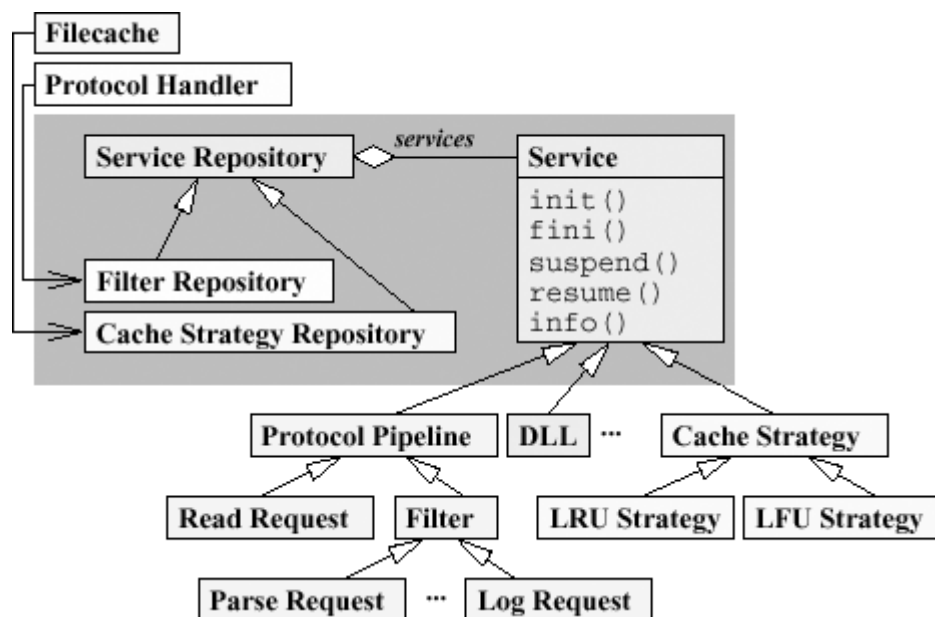 Filecache
Protocol Handler
services
Service Repository
Service
init()
fini()
suspend()
resume()
info()
Filter Repository
Cache Strategy Repository
Protocol Pipeline
DLL
...
Cache Strategy
Read Request
Filter
LRU Strategy
LFU Strategy
Parse Request
...
Log Request